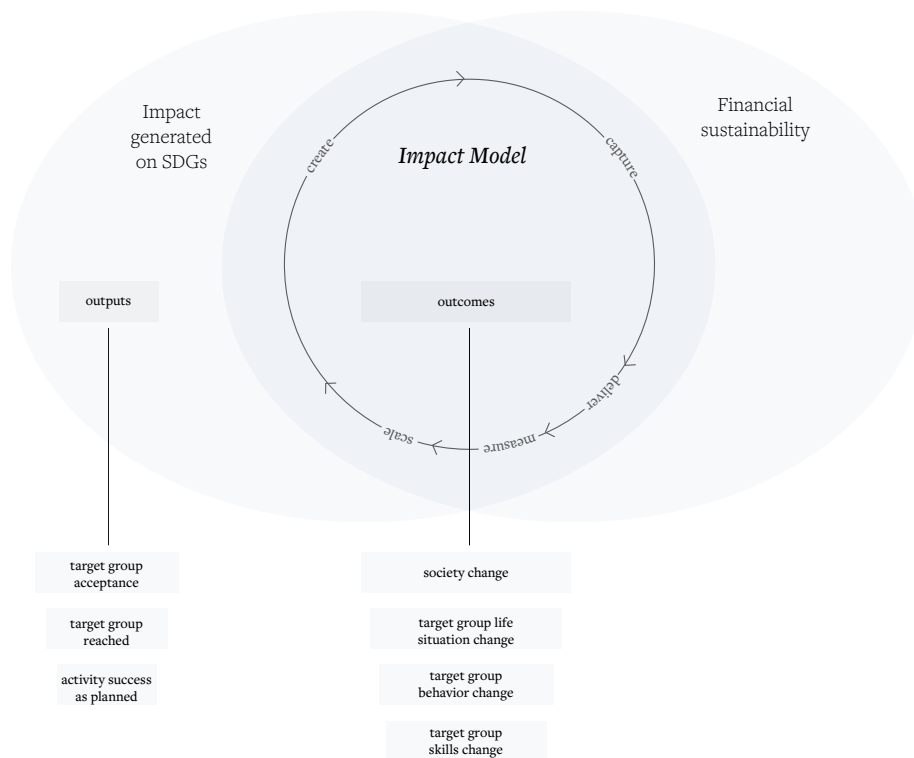 Impact
generated
on SDGs
Financial
sustainability
Impact Model
create
capture
deliver
measure
scale
outputs
outcomes
target group
acceptance
target group
reached
activity success
as planned
society change
target group life
situation change
target group
behavior change
target group
skills change